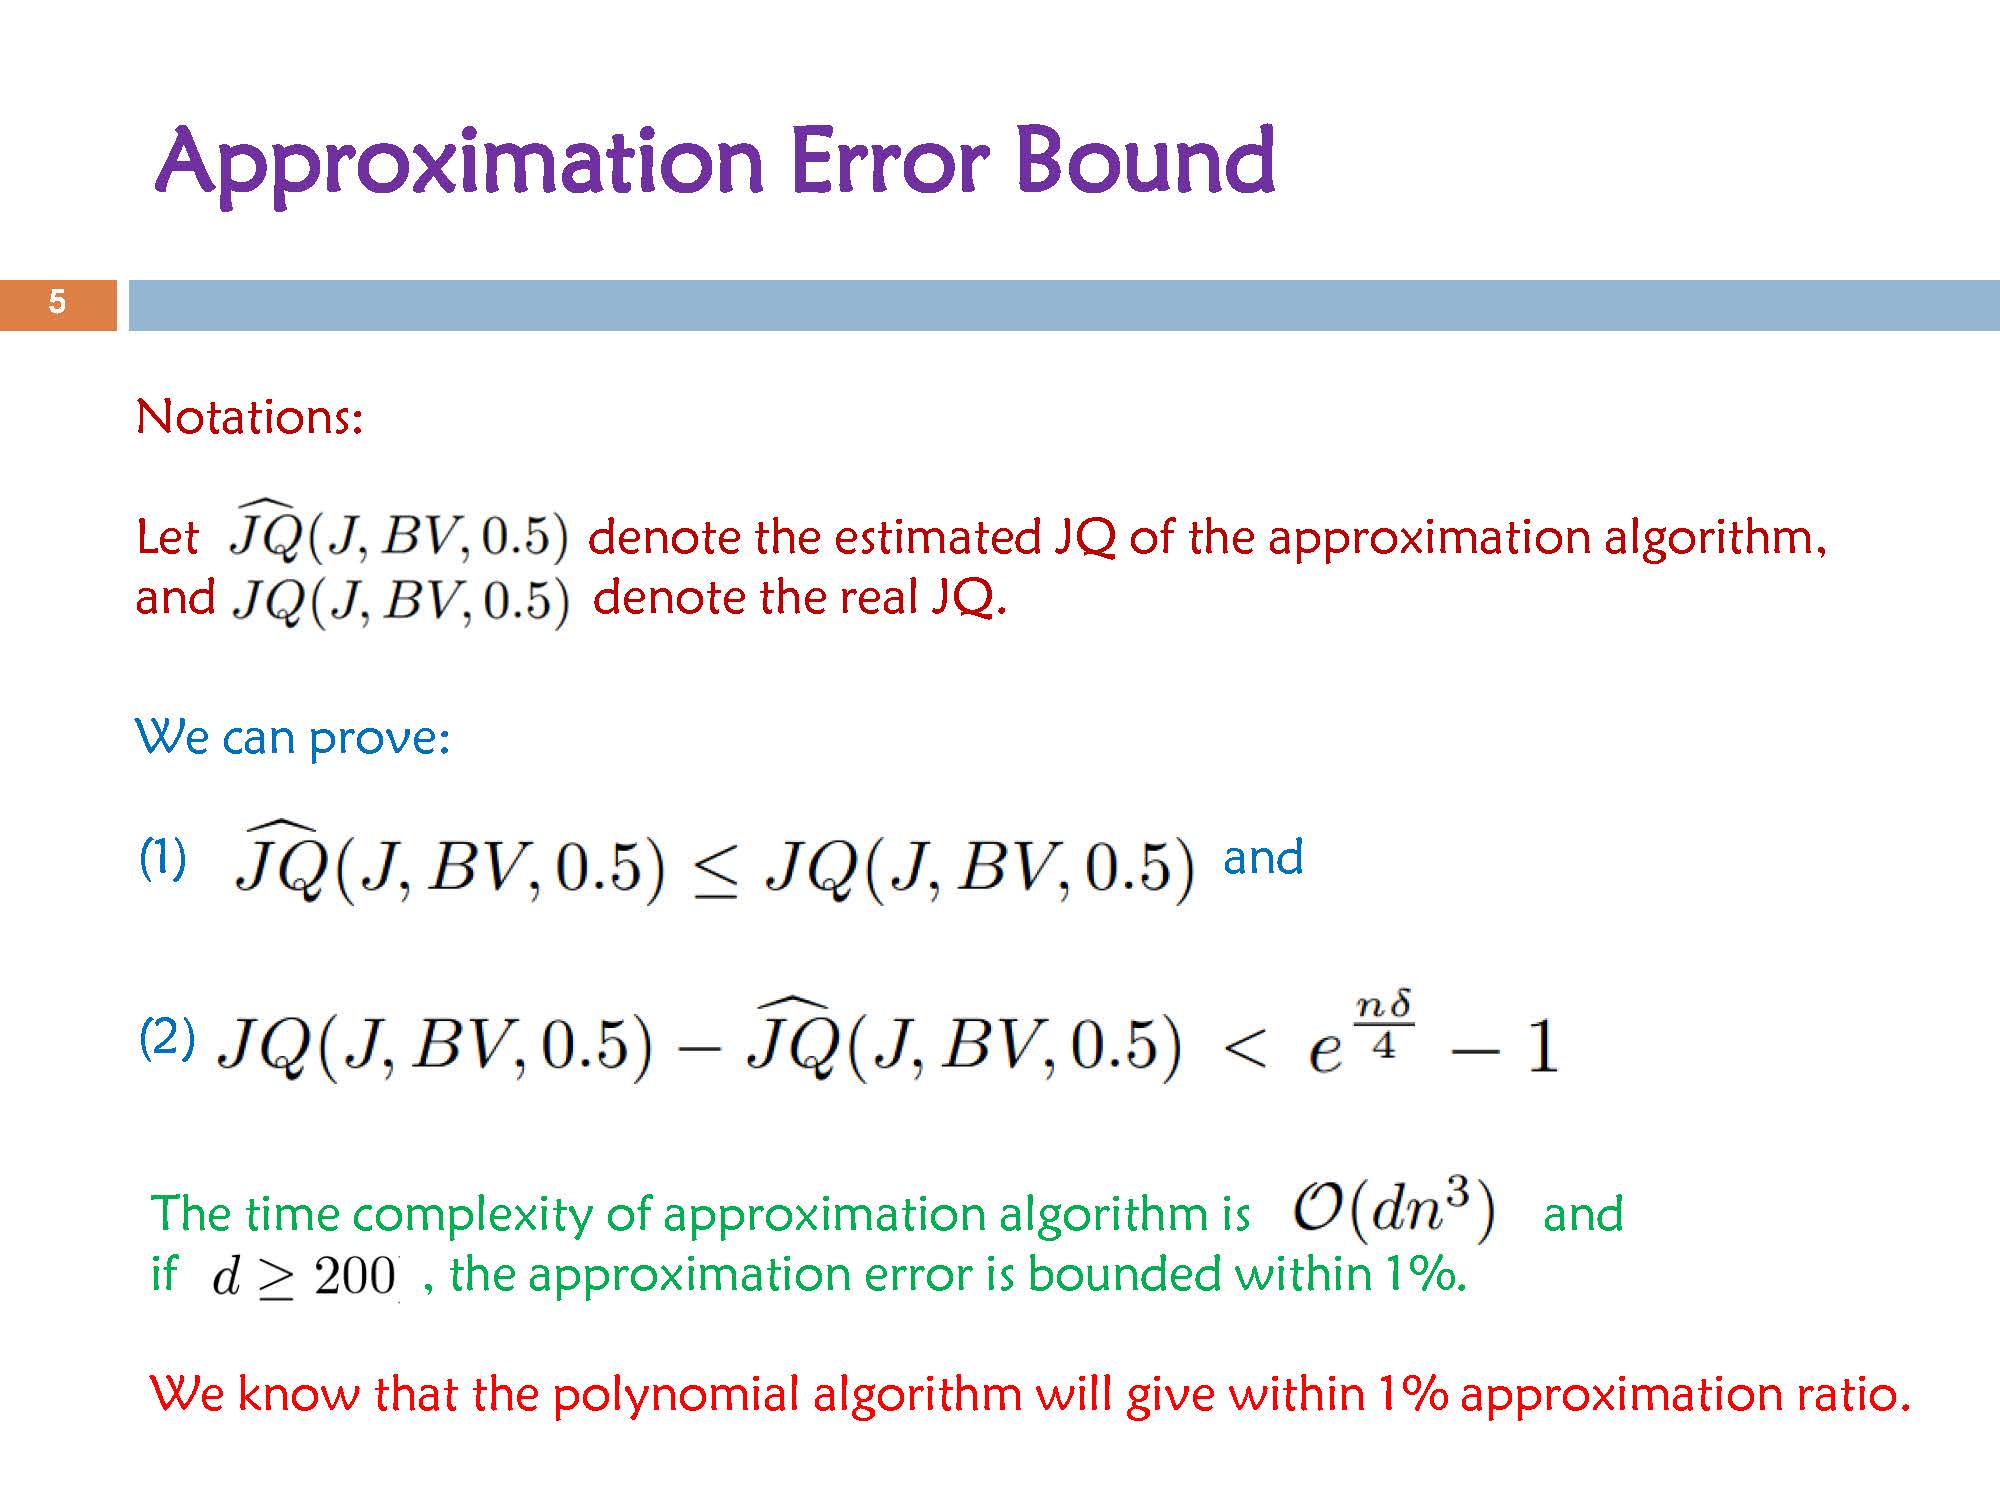 Approximation Error Bound
5
Notations:
Let $\widehat{JQ}(J, BV, 0.5)$ denote the estimated JQ of the approximation algorithm,
and $JQ(J, BV, 0.5)$ denote the real JQ.
We can prove:
(1) $\widehat{JQ}(J, BV, 0.5) \leq JQ(J, BV, 0.5)$ and
(2) $JQ(J, BV, 0.5) - \widehat{JQ}(J, BV, 0.5) < e^{\frac{n\delta}{4}} - 1$
The time complexity of approximation algorithm is $\mathcal{O}(dn^3)$ and
if $d \geq 200$ , the approximation error is bounded within 1%.
We know that the polynomial algorithm will give within 1% approximation ratio.